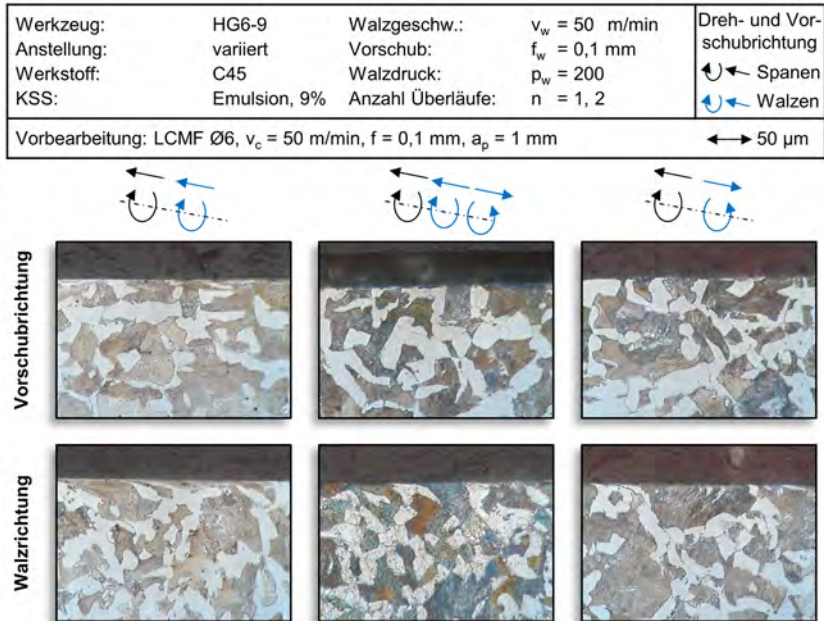 Werkzeug: HG6-9 Walzgeschw.: v_w = 50 m/min
Anstellung: variiert Vorschub: f_w = 0,1 mm
Werkstoff: C45 Walzdruck: p_w = 200
KSS: Emulsion, 9% Anzahl Überläufe: n = 1, 2
Dreh- und Vor-
schubrichtung
Spanen
Walzen
Vorbearbeitung: LCMF Ø6, v_c = 50 m/min, f = 0,1 mm, a_p = 1 mm
50 µm
Vorschubrichtung
Walzrichtung